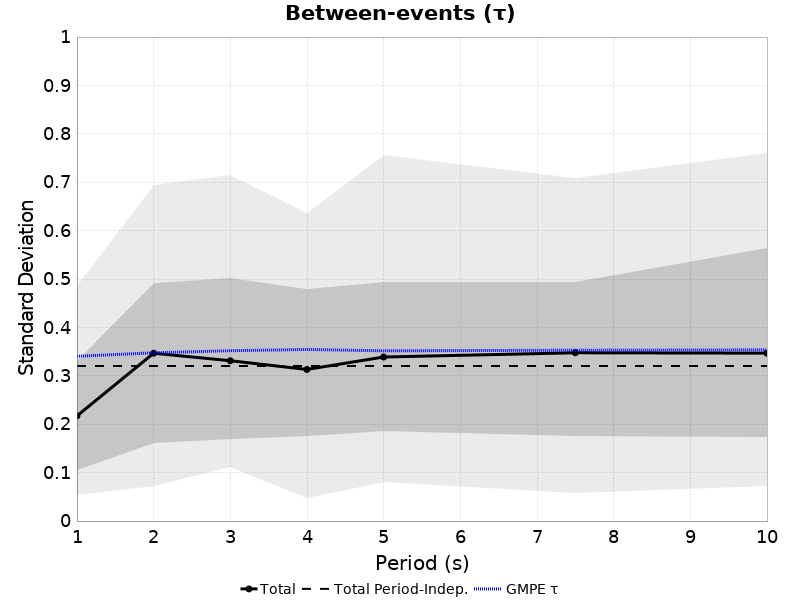 Between-events (τ)
1
0.9
0.8
0.7
0.6
0.5
0.4
0.3
0.2
0.1
0
Standard Deviation
1 2 3 4 5 6 7 8 9 10
Period (s)
Total Total Period-Indep. GMPE τ